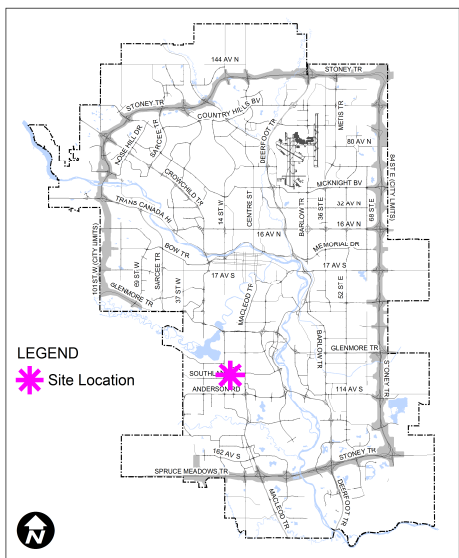 144 AV N
STONEY TR
STONEY TR
COUNTRY HILLS BV
METIS TR
DEERFOOT TR
NOSE HILL DR
SARCEE TR
80 AV N
CROWCHILD TR
MCKNIGHT BV
84 ST E (CITY LIMITS)
14 ST W
CENTRE ST
BARLOW TR
36 ST E
32 AV N
68 ST E
TRANS CANADA HI
16 AV N
16 AV N
101 ST W (CITY LIMITS)
BOW TR
MEMORIAL DR
69 ST W
SARCEE TR
37 ST W
17 AV S
17 AV S
52 ST E
GLENMORE TR
MACLEOD TR
BARLOW TR
GLENMORE TR
STONEY TR
LEGEND
Site Location
ANDERSON RD
114 AV S
162 AV S
STONEY TR
SPRUCE MEADOWS TR
MACLEOD TR
DEERFOOT TR
N